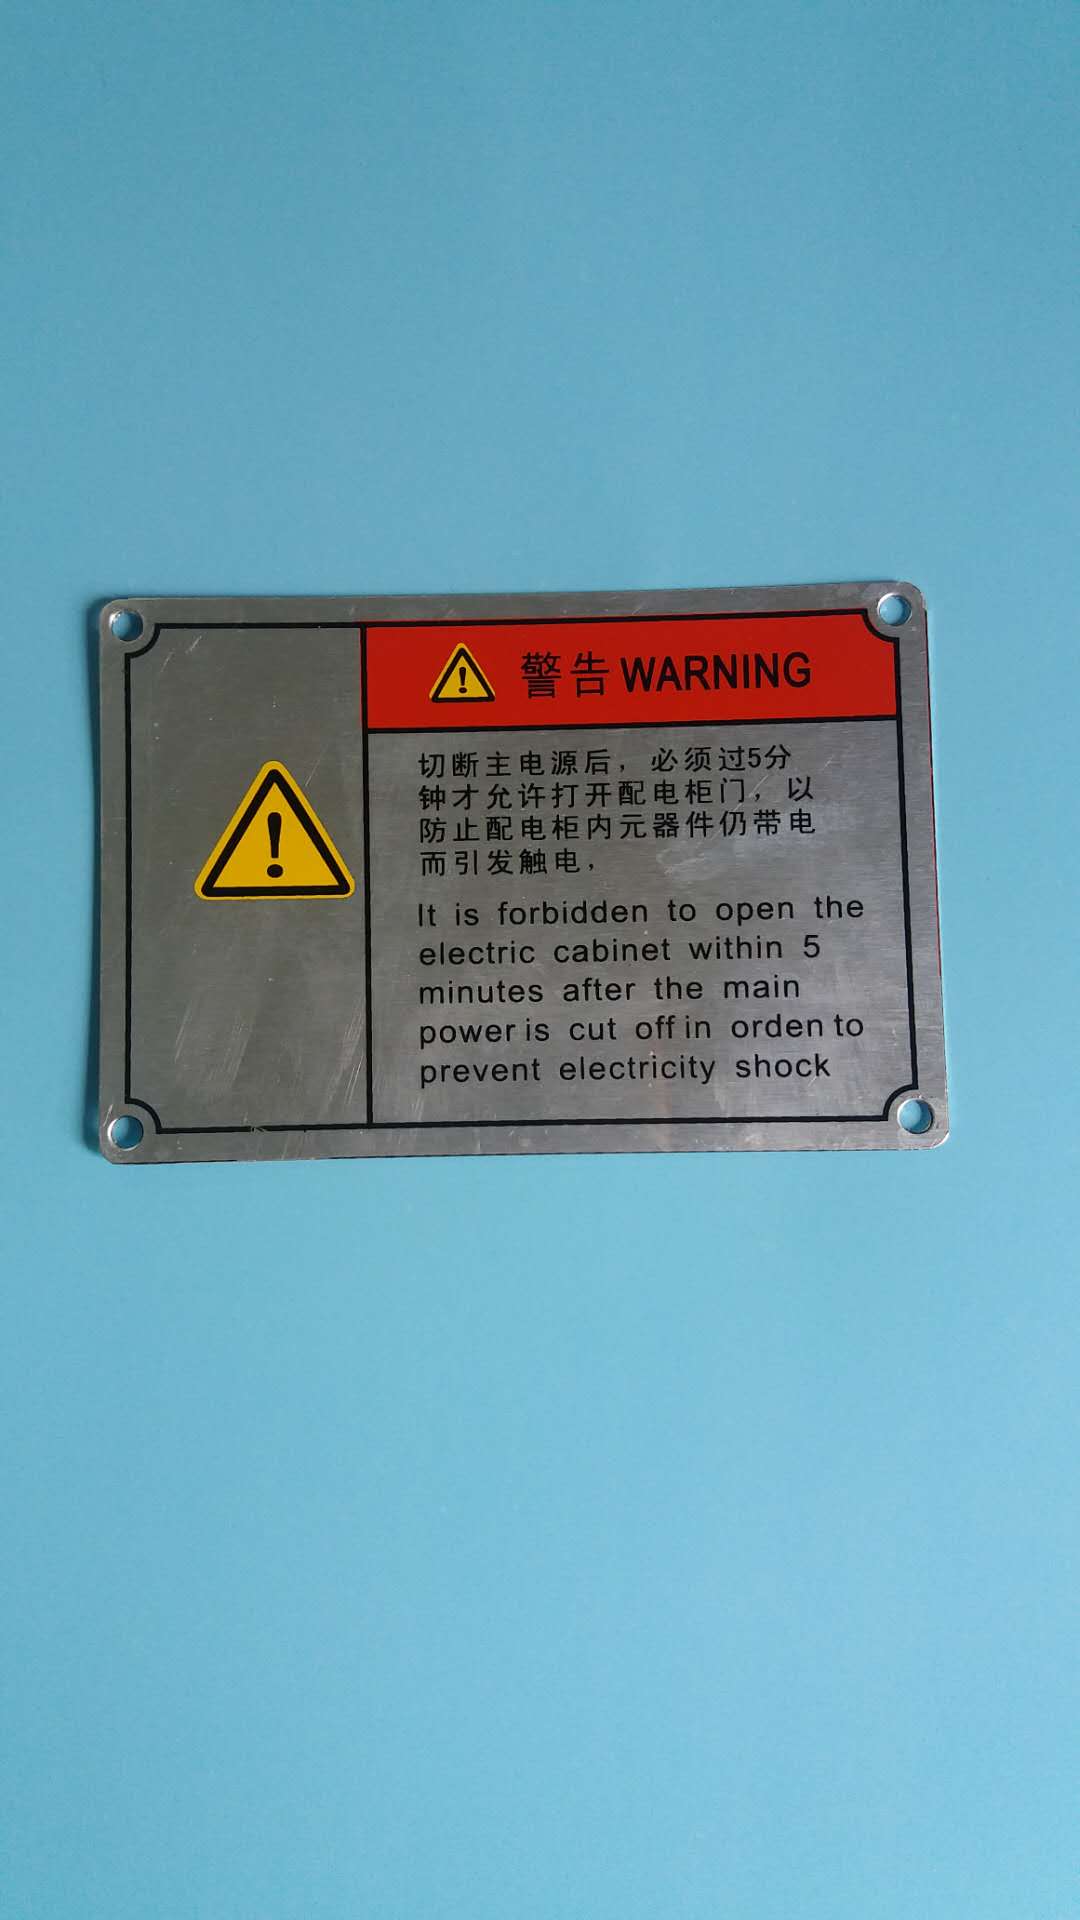 警告 WARNING
切断主电源后，必须过5分
钟才允许打开配电柜门，以
防止配电柜内元器件仍带电
而引发触电，
It is forbidden to open the
electric cabinet within 5
minutes after the main
power is cut off in orden to
prevent electricity shock